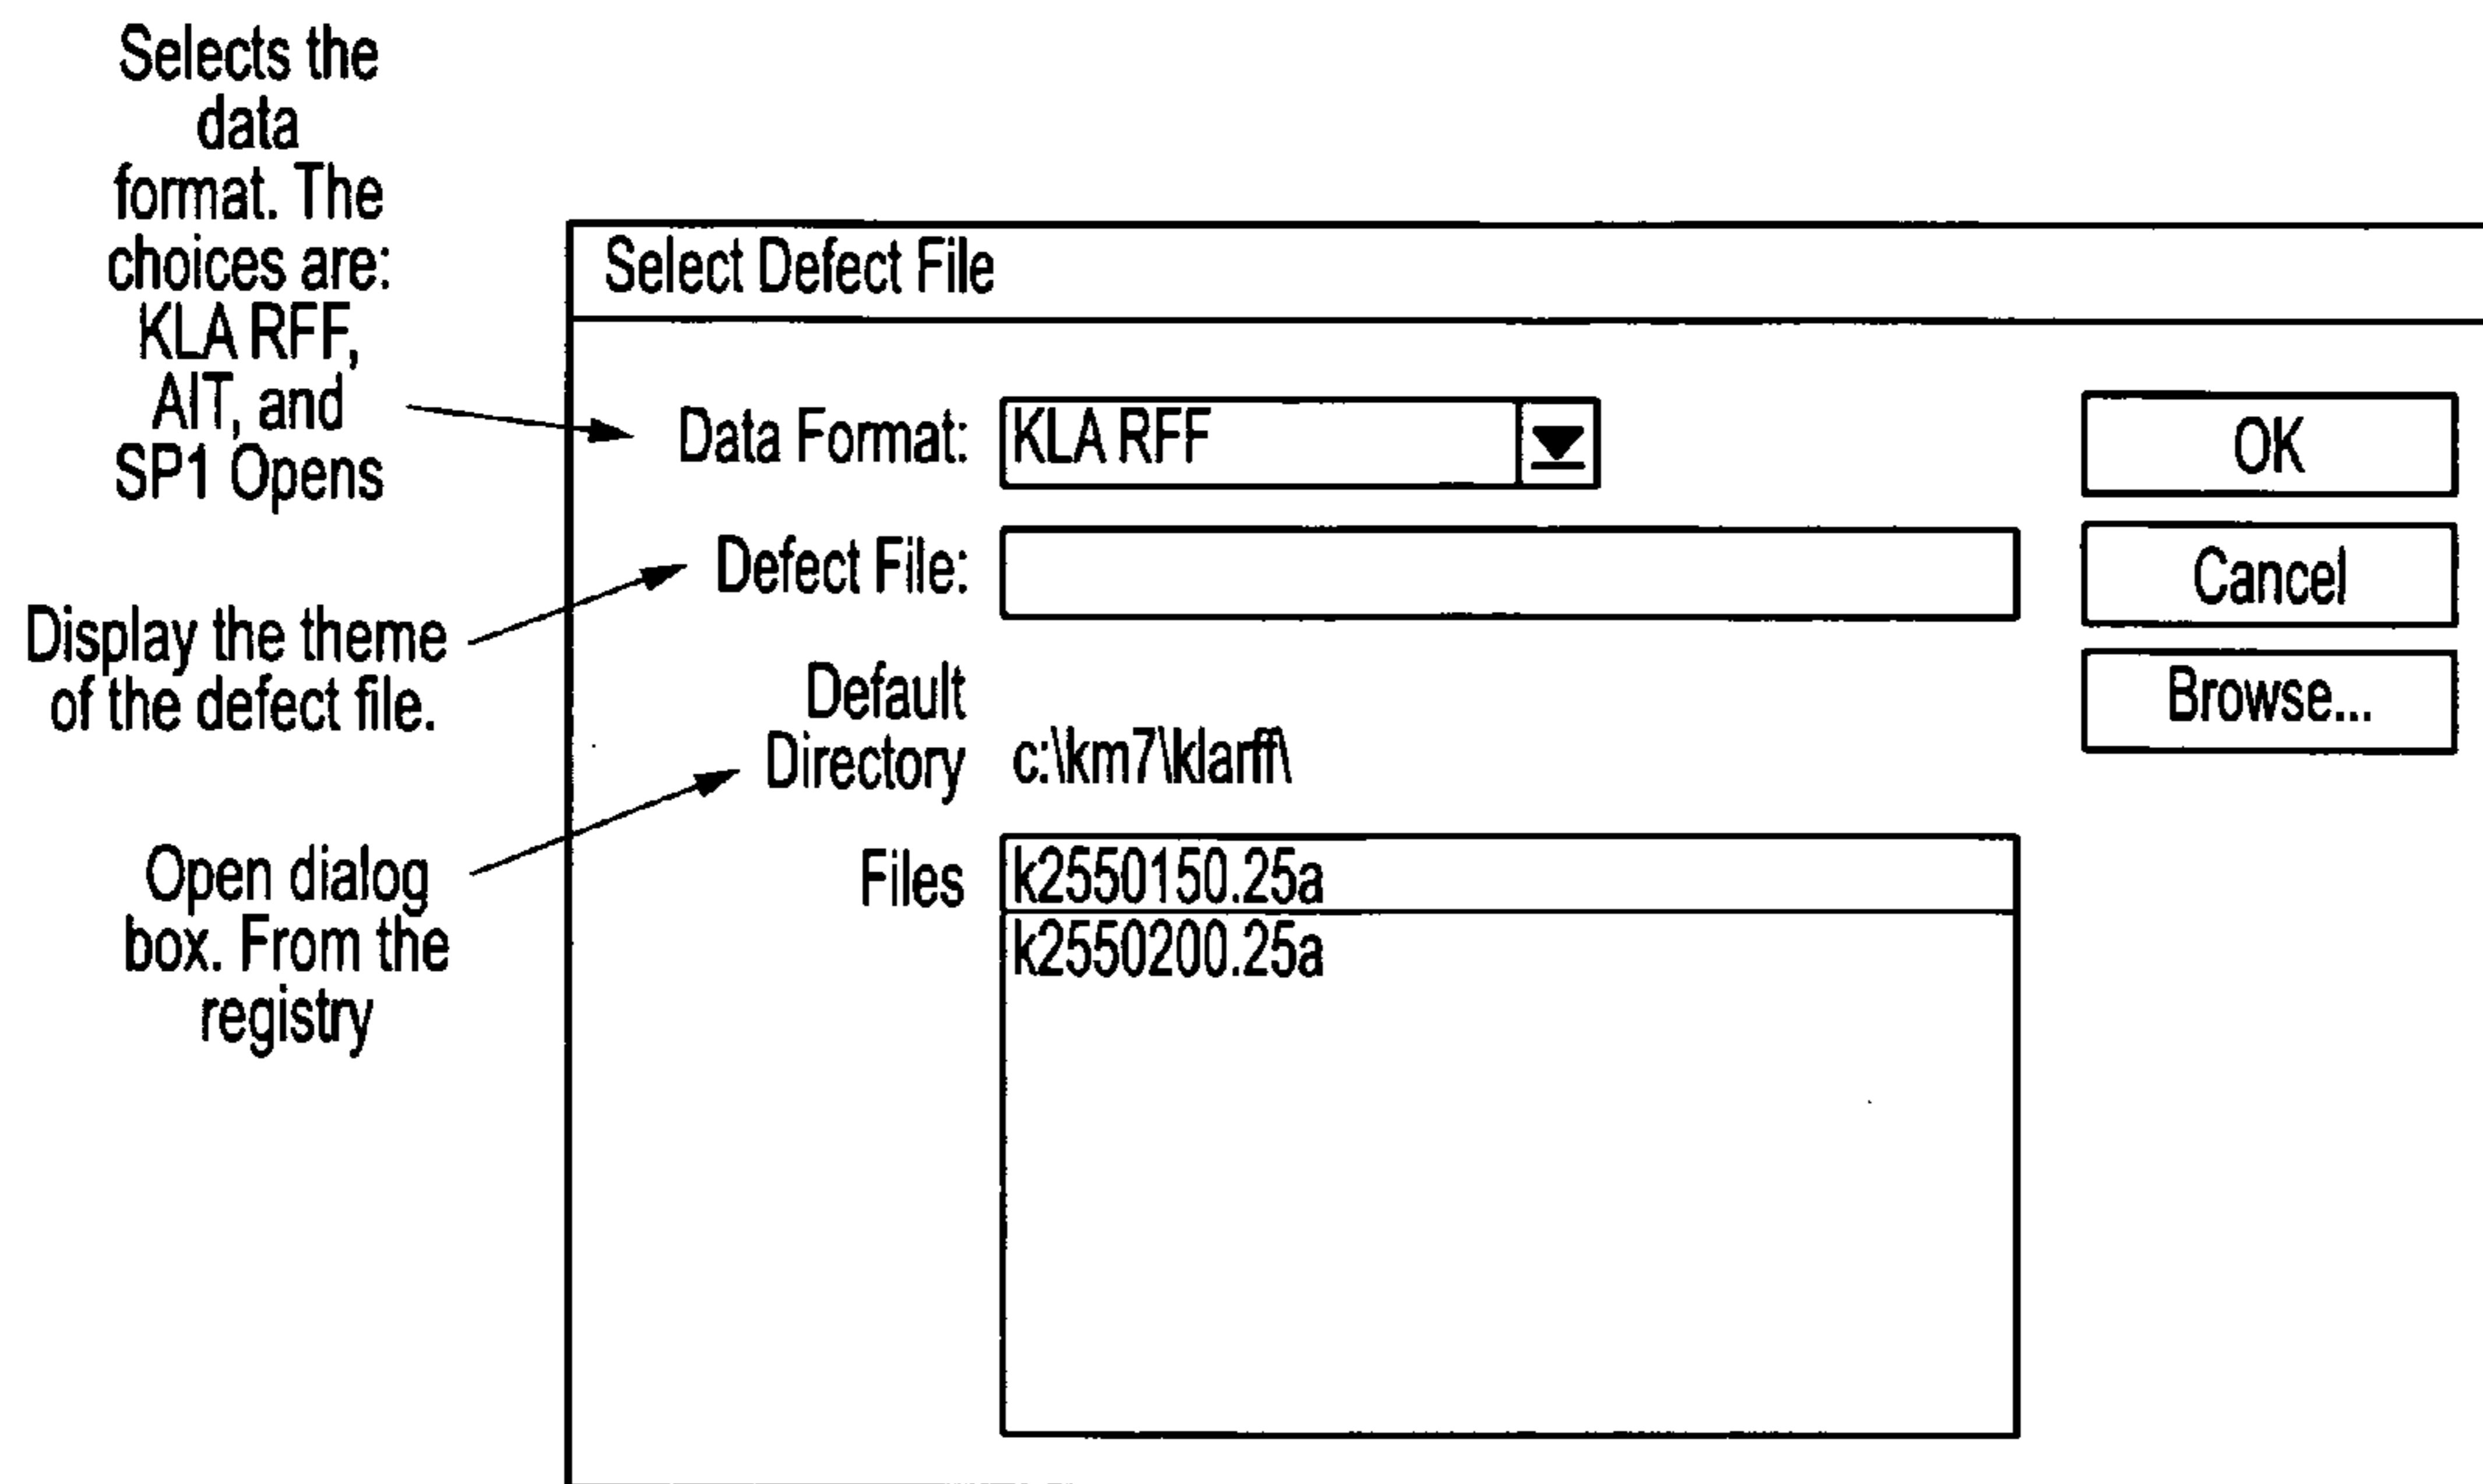 Selects the
data
format. The
choices are:
KLA RFF,
AIT, and
SP1 Opens
Display the theme
of the defect file.
Open dialog
box. From the
registry
Select Defect File
Data Format: KLA RFF
OK
Defect File:
Cancel
Default
Directory c:\km7\klarff\
Browse...
Files k2550150.25a
k2550200.25a